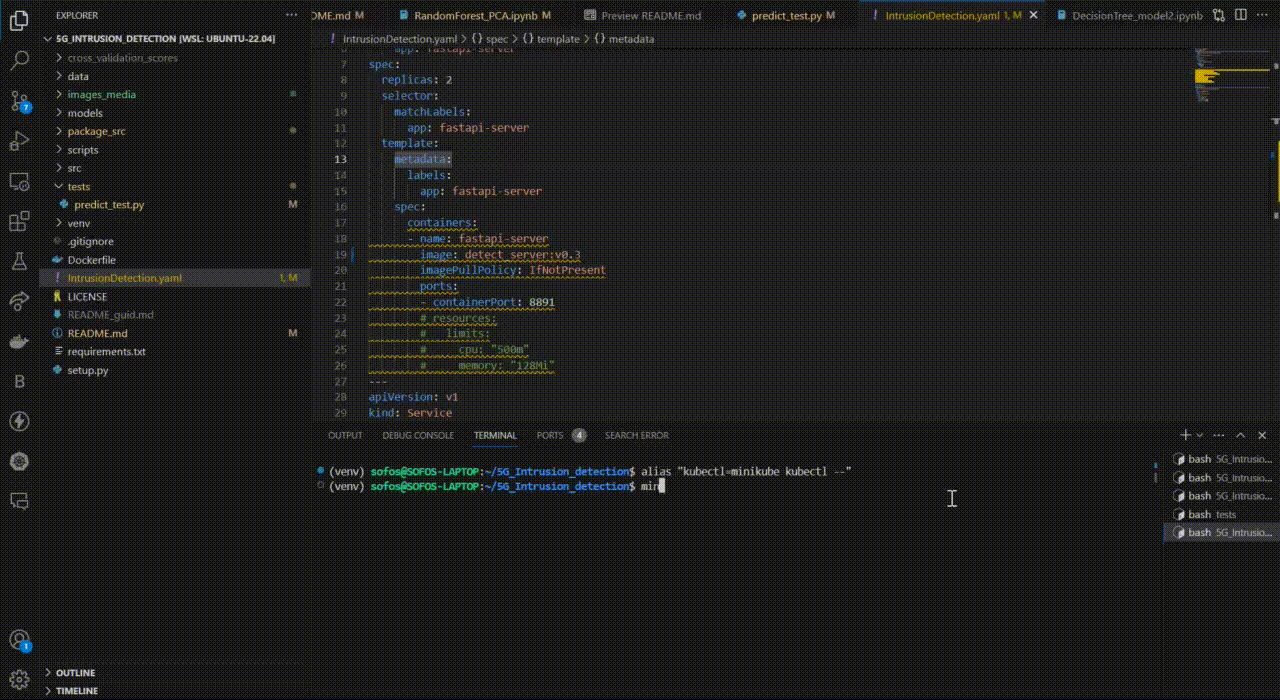 EXPLORER ···
5G_INTRUSION_DETECTION [WSL: UBUNTU-22.04]
cross_validation_scores
data
images_media
models
package_src
scripts
src
tests
predict_test.py M
venv
.gitignore
Dockerfile
! IntrusionDetection.yaml 1, M
LICENSE
README_guid.md
README.md M
requirements.txt
setup.py
OUTLINE
TIMELINE
7
1
DME.md M RandomForest_PCA.ipynb M Preview README.md predict_test.py M ! IntrusionDetection.yaml 1, M DecisionTree_model2.ipynb ···
! IntrusionDetection.yaml > {} spec > {} template > {} metadata
6 app: fastapi-server
7 spec:
8 replicas: 2
9 selector:
10 matchLabels:
11 app: fastapi-server
12 template:
13 metadata:
14 labels:
15 app: fastapi-server
16 spec:
17 containers:
18 - name: fastapi-server
19 image: detect_server:v0.3
20 imagePullPolicy: IfNotPresent
21 ports:
22 - containerPort: 8891
23 # resources:
24 # limits:
25 # cpu: "500m"
26 # memory: "128Mi"
27 ---
28 apiVersion: v1
29 kind: Service
OUTPUT DEBUG CONSOLE TERMINAL PORTS 4 SEARCH ERROR
(venv) sofos@SOFOS-LAPTOP:~/5G_Intrusion_detection$ alias "kubectl=minikube kubectl --"
(venv) sofos@SOFOS-LAPTOP:~/5G_Intrusion_detection$ min
bash 5G_Intrusio...
bash 5G_Intrusio...
bash 5G_Intrusio...
bash tests
bash 5G_Intrusio...